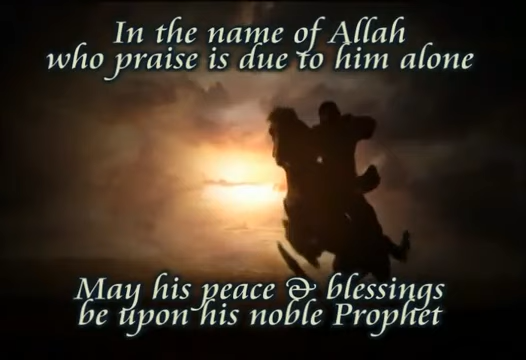 In the name of Allah
who praise is due to him alone
May his peace & blessings
be upon his noble Prophet